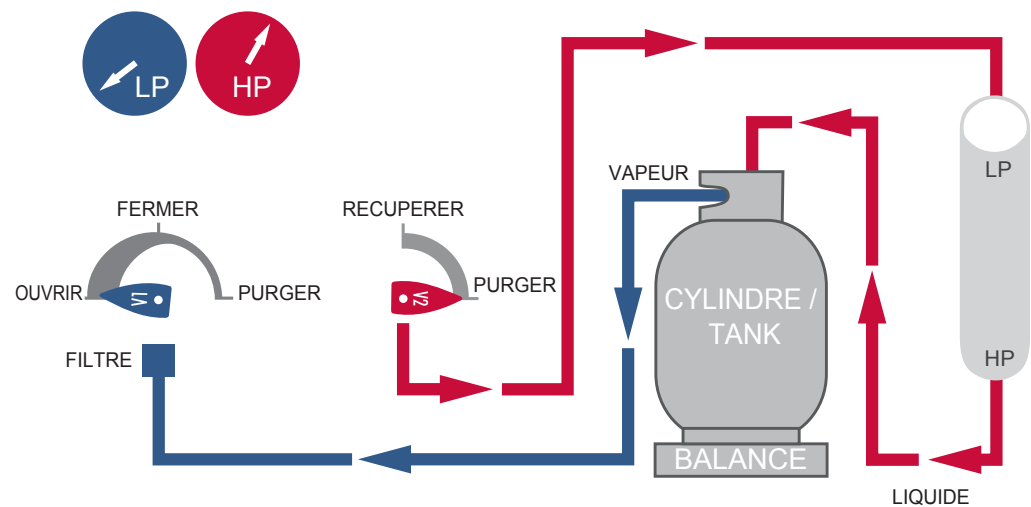 LP
HP
VAPEUR
LP
FERMER
RECUPERER
OUVRIR
V1
PURGER
V2
PURGER
CYLINDRE /
TANK
FILTRE
HP
BALANCE
LIQUIDE